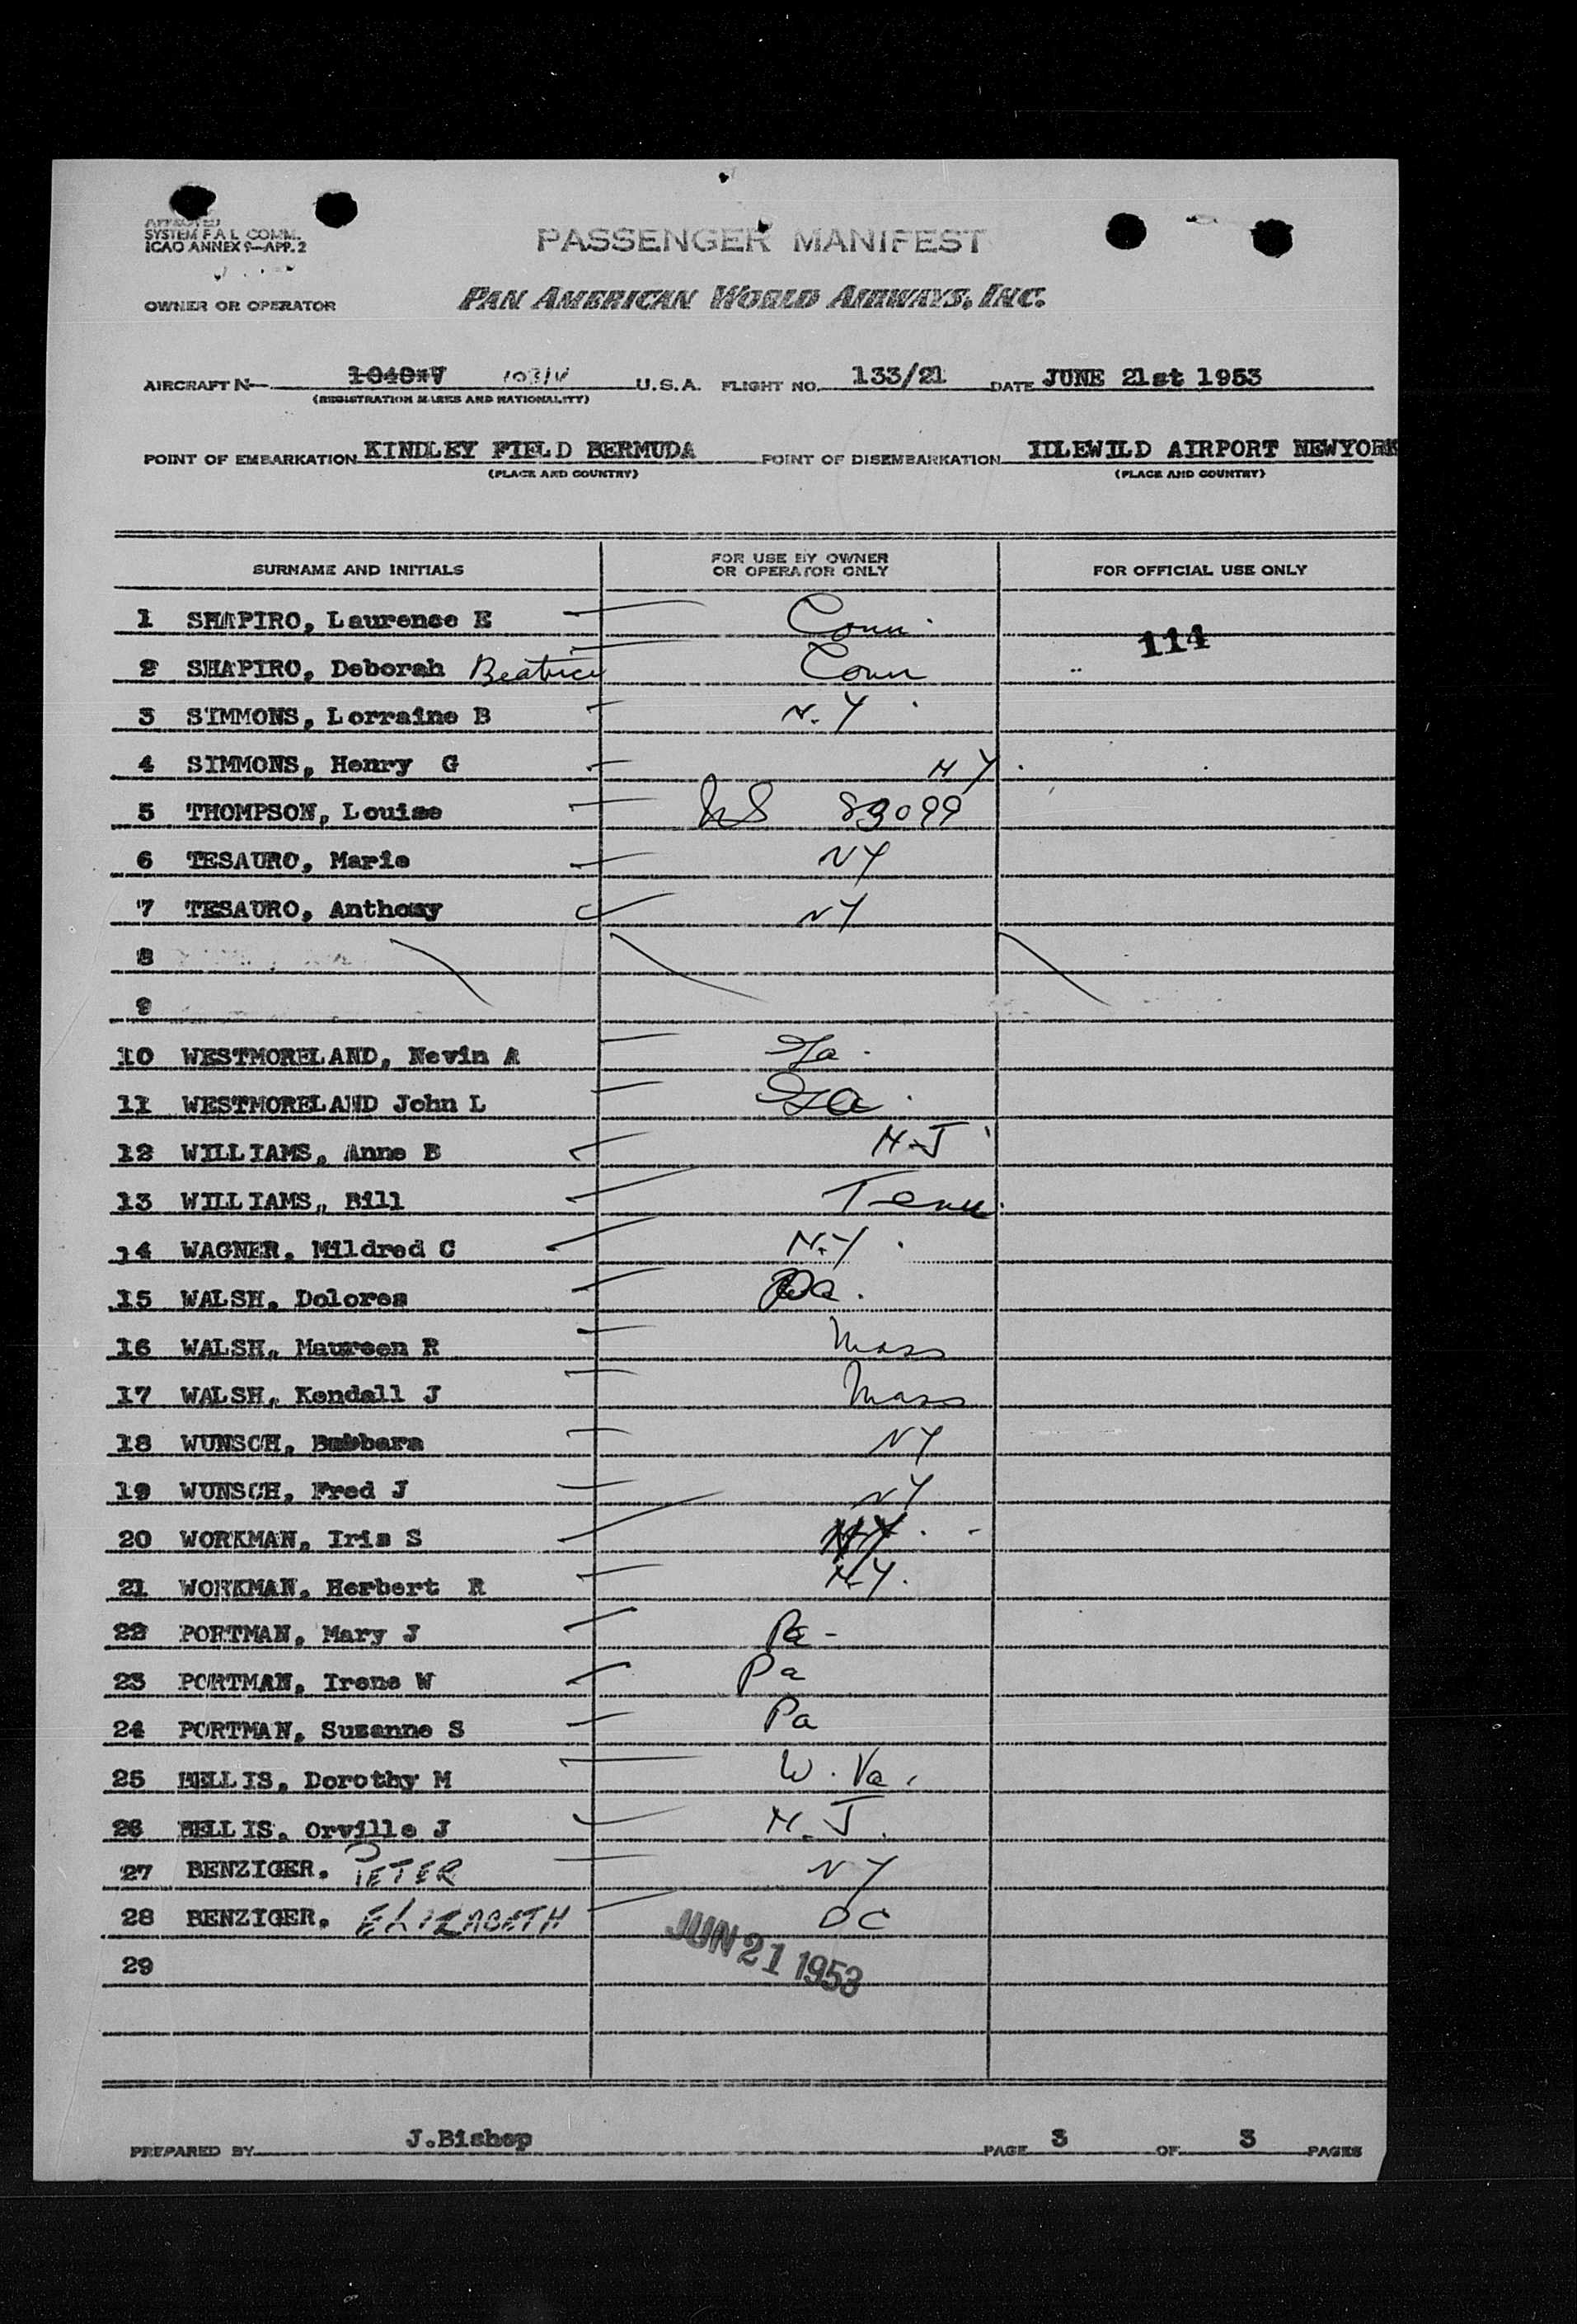 APPROVED
SYSTEM F.A.L. COMM.
ICAO ANNEX 9—APP. 2
PASSENGER MANIFEST
OWNER OR OPERATOR PAN AMERICAN WORLD AIRWAYS, INC.
AIRCRAFT N— 1040*V 1031V U.S.A. FLIGHT NO. 133/21 DATE JUNE 21st 1953
(REGISTRATION MARKS AND NATIONALITY)
POINT OF EMBARKATION KINDLEY FIELD BERMUDA POINT OF DISEMBARKATION IDLEWILD AIRPORT NEWYORK
(PLACE AND COUNTRY) (PLACE AND COUNTRY)
SURNAME AND INITIALS FOR USE BY OWNER OR OPERATOR ONLY FOR OFFICIAL USE ONLY
1 SHAPIRO, Laurence E Conn.
114
2 SHAPIRO, Deborah Beatrice Conn
3 SIMMONS, Lorraine B N.Y
4 SIMMONS, Henry G NY
5 THOMPSON, Louise US 83099
6 TESAURO, Marie NY
7 TESAURO, Anthony NY
8
9
10 WESTMORELAND, Nevin A Ga.
11 WESTMORELAND John L Ga.
12 WILLIAMS, Anne B N.J
13 WILLIAMS, Bill Tenn.
14 WAGNER, Mildred C N.Y.
15 WALSH, Dolores Pa.
16 WALSH, Maureen R Mass
17 WALSH, Kendall J Mass
18 WUNSCH, Babbara NY
19 WUNSCH, Fred J NY
20 WORKMAN, Iris S N.Y.
21 WORKMAN, Herbert R N.Y.
22 PORTMAN, Mary J Pa-
23 PORTMAN, Irene W Pa
24 PORTMAN, Suzanne S Pa
25 BELLIS, Dorothy M W. Va.
26 BELLIS, Orville J N.J.
27 BENZIGER. PETER NY
28 BENZIGER. ELIZABETH DC
JUN 21 1953
29
PREPARED BY J.Bishop PAGE 3 OF 3 PAGES